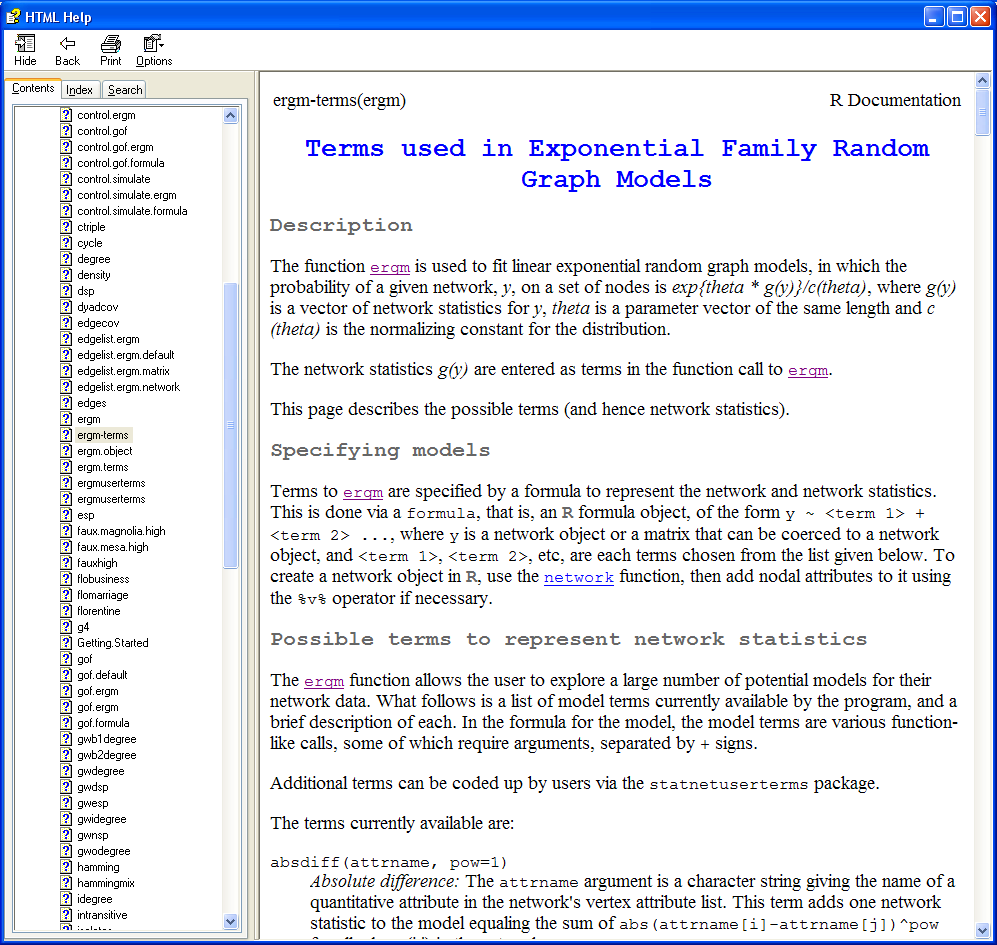 HTML Help
Hide Back Print Options
Contents Index Search
control.ergm
control.gof
control.gof.ergm
control.gof.formula
control.simulate
control.simulate.ergm
control.simulate.formula
ctriple
cycle
degree
density
dsp
dyadcov
edgecov
edgelist.ergm
edgelist.ergm.default
edgelist.ergm.matrix
edgelist.ergm.network
edges
ergm
ergm-terms
ergm.object
ergm.terms
ergmuserterms
ergmuserterms
esp
faux.magnolia.high
faux.mesa.high
fauxhigh
flobusiness
flomarriage
florentine
g4
Getting.Started
gof
gof.default
gof.ergm
gof.ergm
gof.formula
gwb1degree
gwb2degree
gwdegree
gwdsp
gwesp
gwidegree
gwnsp
gwodegree
hamming
hammingmix
idegree
intransitive
ergm-terms(ergm) R Documentation
Terms used in Exponential Family Random
Graph Models
Description
The function ergm is used to fit linear exponential random graph models, in which the
probability of a given network, y, on a set of nodes is exp{theta * g(y)}/c(theta), where g(y)
is a vector of network statistics for y, theta is a parameter vector of the same length and c
(theta) is the normalizing constant for the distribution.
The network statistics g(y) are entered as terms in the function call to ergm.
This page describes the possible terms (and hence network statistics).
Specifying models
Terms to ergm are specified by a formula to represent the network and network statistics.
This is done via a formula, that is, an R formula object, of the form y ~ <term 1> +
<term 2> ..., where y is a network object or a matrix that can be coerced to a network
object, and <term 1>, <term 2>, etc, are each terms chosen from the list given below. To
create a network object in R, use the network function, then add nodal attributes to it using
the %v% operator if necessary.
Possible terms to represent network statistics
The ergm function allows the user to explore a large number of potential models for their
network data. What follows is a list of model terms currently available by the program, and a
brief description of each. In the formula for the model, the model terms are various function-
like calls, some of which require arguments, separated by + signs.
Additional terms can be coded up by users via the statnetuserterms package.
The terms currently available are:
absdiff(attrname, pow=1)
Absolute difference: The attrname argument is a character string giving the name of a
quantitative attribute in the network's vertex attribute list. This term adds one network
statistic to the model equaling the sum of abs(attrname[i]-attrname[j])^pow